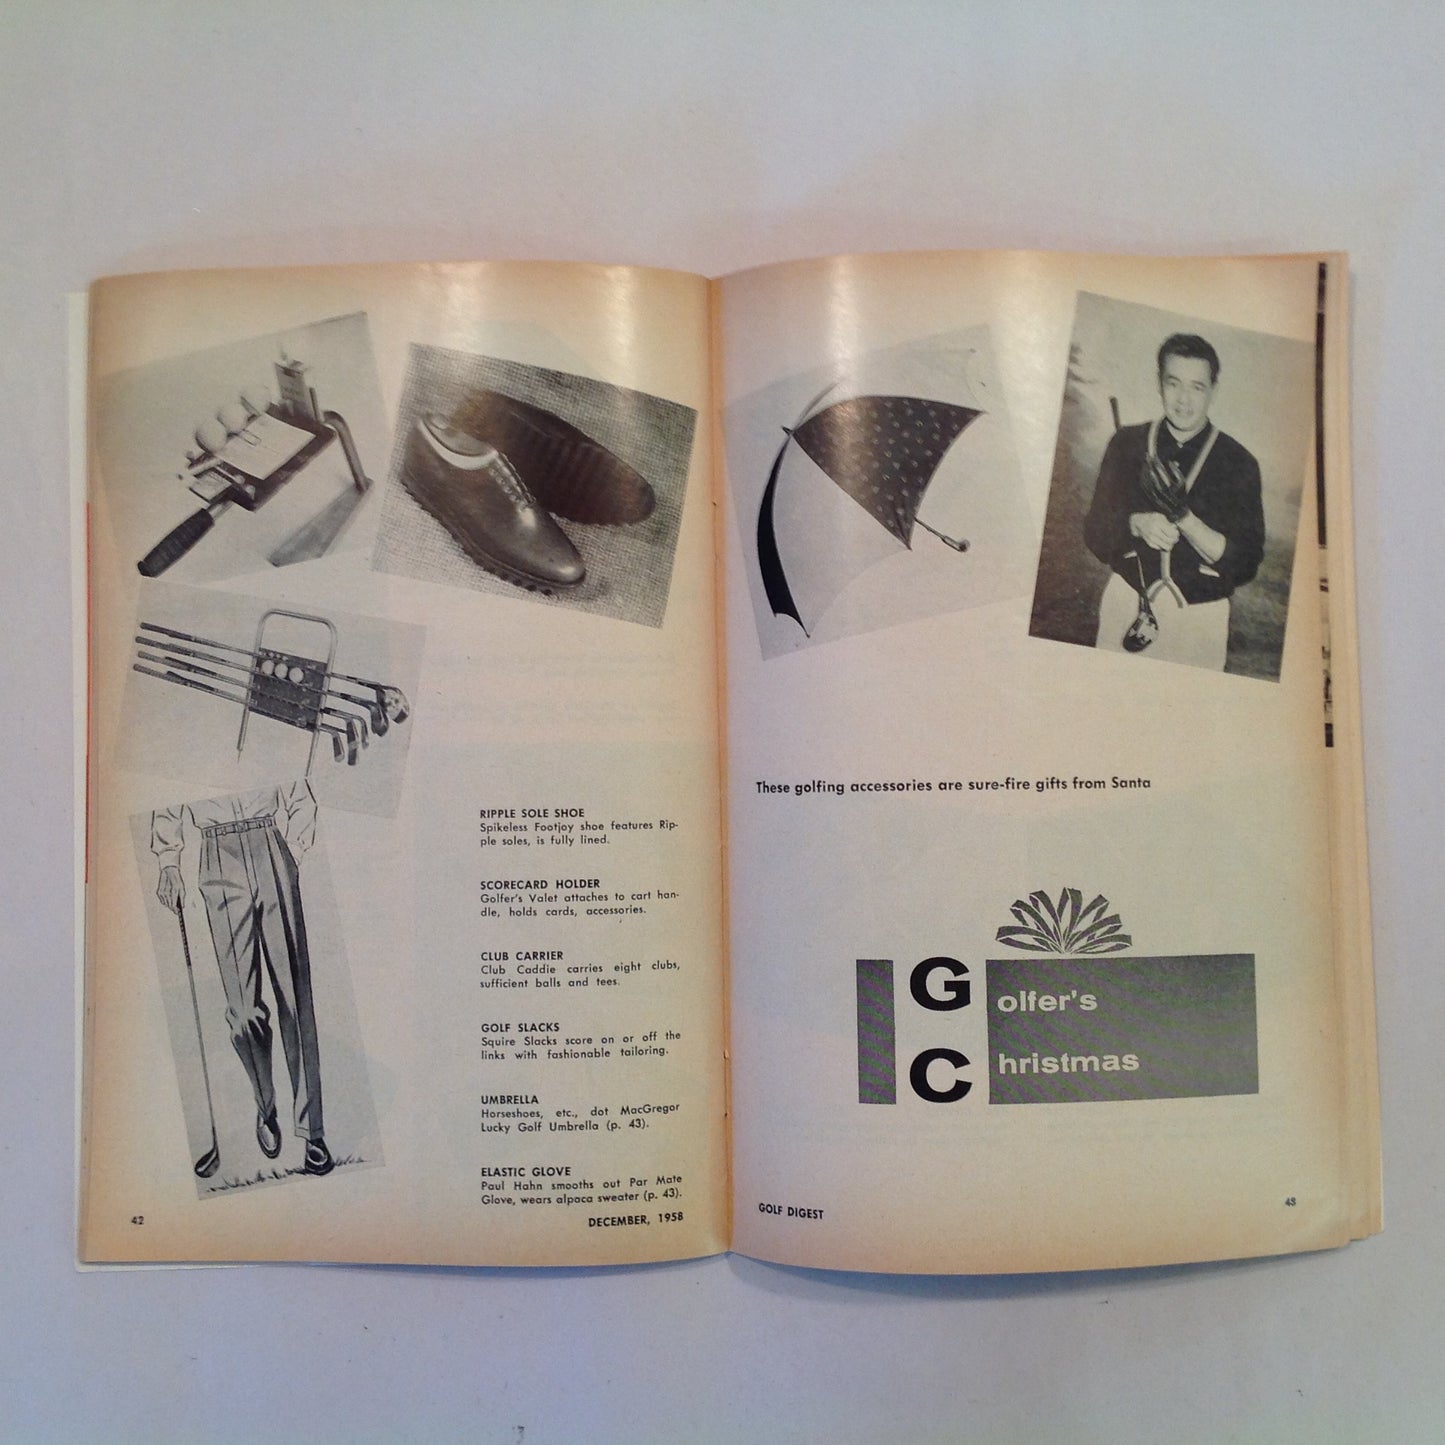 RIPPLE SOLE SHOE
Spikeless Footjoy shoe features Rip-
ple soles, is fully lined.
SCORECARD HOLDER
Golfer's Valet attaches to cart han-
dle, holds cards, accessories.
CLUB CARRIER
Club Caddie carries eight clubs,
sufficient balls and tees.
GOLF SLACKS
Squire Slacks score on or off the
links with fashionable tailoring.
UMBRELLA
Horseshoes, etc., dot MacGregor
Lucky Golf Umbrella (p. 43).
ELASTIC GLOVE
Paul Hahn smooths out Par Mate
Glove, wears alpaca sweater (p. 43).
42
DECEMBER, 1958
These golfing accessories are sure-fire gifts from Santa
Golfer's
Christmas
GOLF DIGEST
43